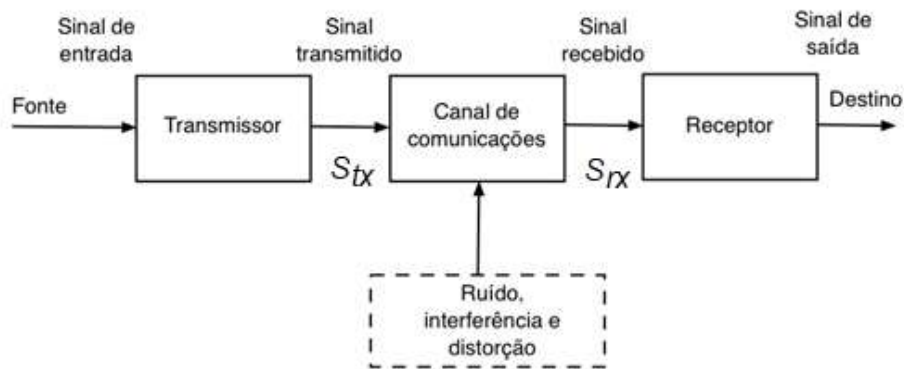 Sinal de
entrada
Sinal
transmitido
Sinal
recebido
Sinal de
saída
Fonte
Transmissor
Canal de
comunicações
Receptor
Destino
Stx
Srx
Ruído,
interferência e
distorção